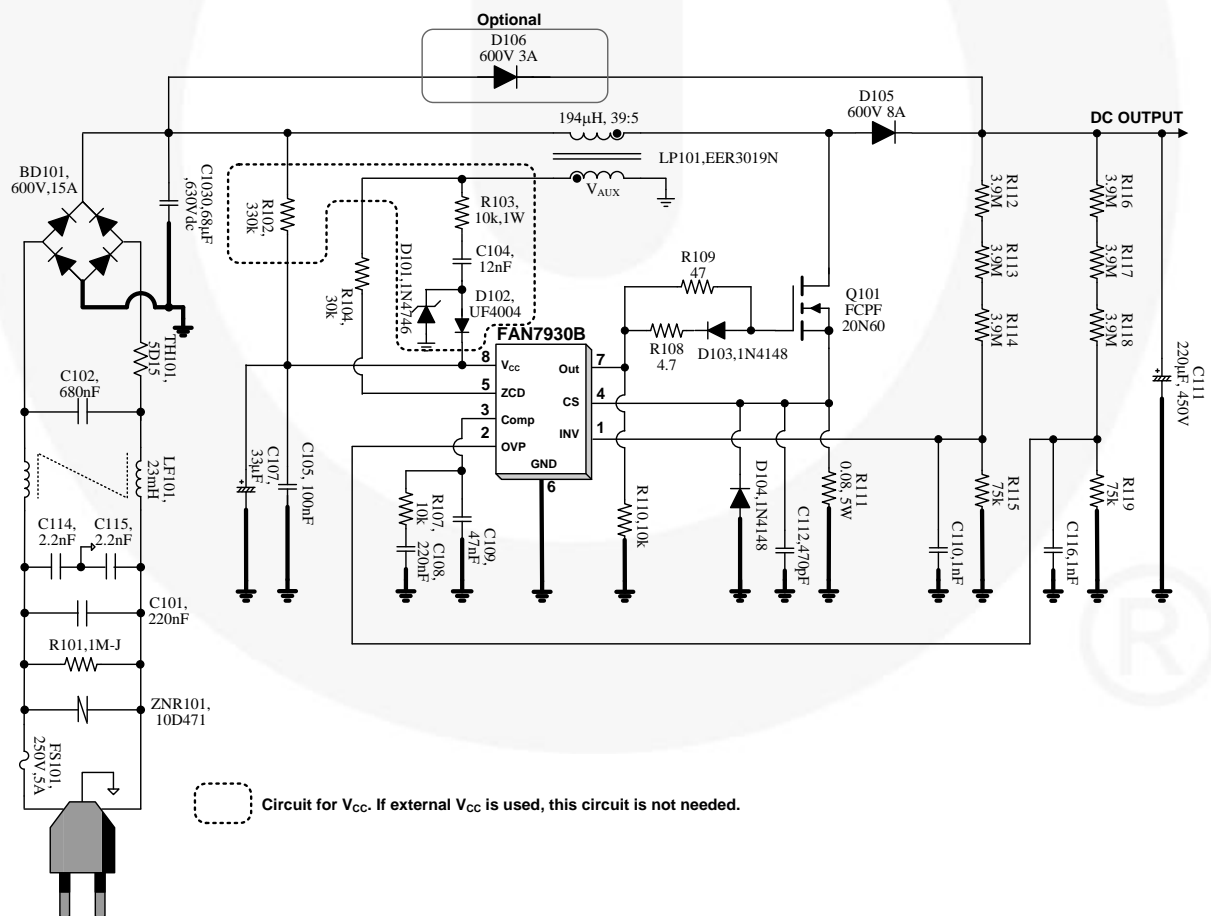 Optional
D106
600V 3A
D105
600V 8A
DC OUTPUT
194μH, 39:5
LP101,EER3019N
VAUX
BD101,
600V,15A
C1030,68μF
,630Vdc
R102,
330k
R103,
10k,1W
C104,
12nF
D101,1N4746
D102,
UF4004
R104,
30k
R109
47
R108
4.7
D103,1N4148
Q101
FCPF
20N60
R112
3.9M
R113
3.9M
R114
3.9M
R116
3.9M
R117
3.9M
R118
3.9M
C111
220μF, 450V
TH101,
5D15
C102,
680nF
FAN7930B
8
VCC
5
ZCD
3
Comp
2
OVP
Out
7
CS
4
INV
1
GND
6
LF101,
23mH
C107,
33μF
C105, 100nF
R107,
10k
C108,
220nF
C109,
47nF
R110,10k
D104,1N4148
C112,470pF
R111
0.08, 5W
C110,1nF
R115
75k
C116,1nF
R119
75k
C114,
2.2nF
C115,
2.2nF
C101,
220nF
R101,1M-J
ZNR101,
10D471
FS101,
250V,5A
Circuit for VCC. If external VCC is used, this circuit is not needed.
®